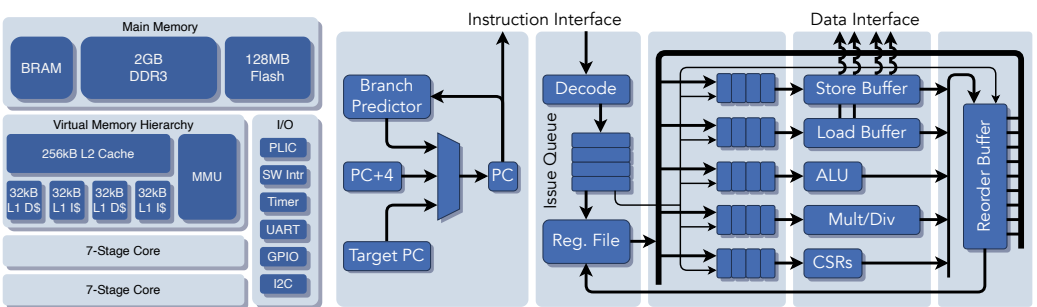 Main Memory
BRAM
2GB
DDR3
128MB
Flash
Virtual Memory Hierarchy
256kB L2 Cache
MMU
32kB
L1 D$
32kB
L1 I$
32kB
L1 D$
32kB
L1 I$
7-Stage Core
7-Stage Core
I/O
PLIC
SW Intr
Timer
UART
GPIO
I2C
Instruction Interface
Branch
Predictor
PC+4
Target PC
PC
Decode
Issue Queue
Reg. File
Data Interface
Store Buffer
Load Buffer
ALU
Mult/Div
CSRs
Reorder Buffer